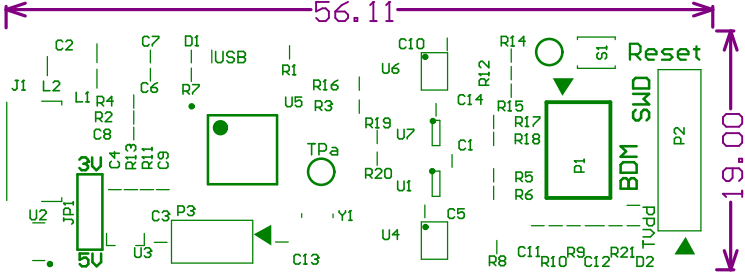 56.11
C2
C7
D1
USB
C10
R14
S1
Reset
J1
L2
L1
C6
R7
R1
R16
U6
R12
R4
R2
C8
U5
R3
C14
R15
SWD
R19
U7
R17
R18
C1
P2
19.00
3V
C4
R13
R11
C9
TPa
R20
U1
R5
R6
P1
BDM
U2
JP1
C3
P3
Y1
C5
U4
TVdd
5V
U3
C13
R8
C11
R10
R9
C12
R21
D2